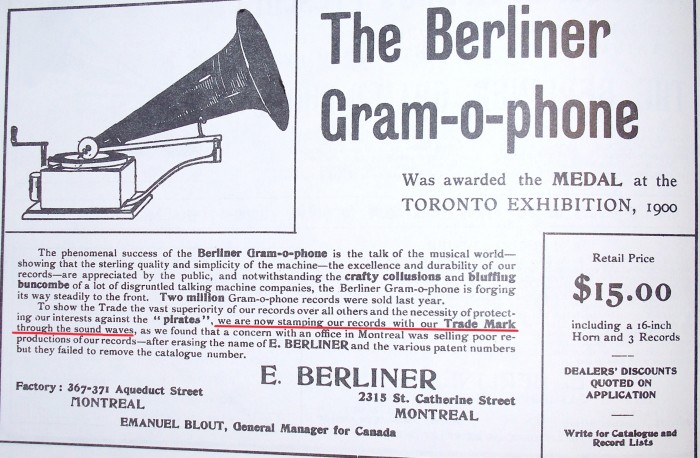 The Berliner
Gram-o-phone
Was awarded the MEDAL at the
TORONTO EXHIBITION, 1900
The phenomenal success of the Berliner Gram-o-phone is the talk of the musical world—
showing that the sterling quality and simplicity of the machine—the excellence and durability of our
records—are appreciated by the public, and notwithstanding the crafty collusions and bluffing
buncombe of a lot of disgruntled talking machine companies, the Berliner Gram-o-phone is forging
its way steadily to the front. Two million Gram-o-phone records were sold last year.
To show the Trade the vast superiority of our records over all others and the necessity of protect-
ing our interests against the "pirates", we are now stamping our records with our Trade Mark
through the sound waves, as we found that a concern with an office in Montreal was selling poor re-
productions of our records—after erasing the name of E. BERLINER and the various patent numbers
but they failed to remove the catalogue number.
E. BERLINER
Factory: 367-371 Aqueduct Street
MONTREAL
2315 St. Catherine Street
MONTREAL
EMANUEL BLOUT, General Manager for Canada
Retail Price
$15.00
including a 16-inch
Horn and 3 Records
DEALERS' DISCOUNTS
QUOTED ON
APPLICATION
Write for Catalogue and
Record Lists